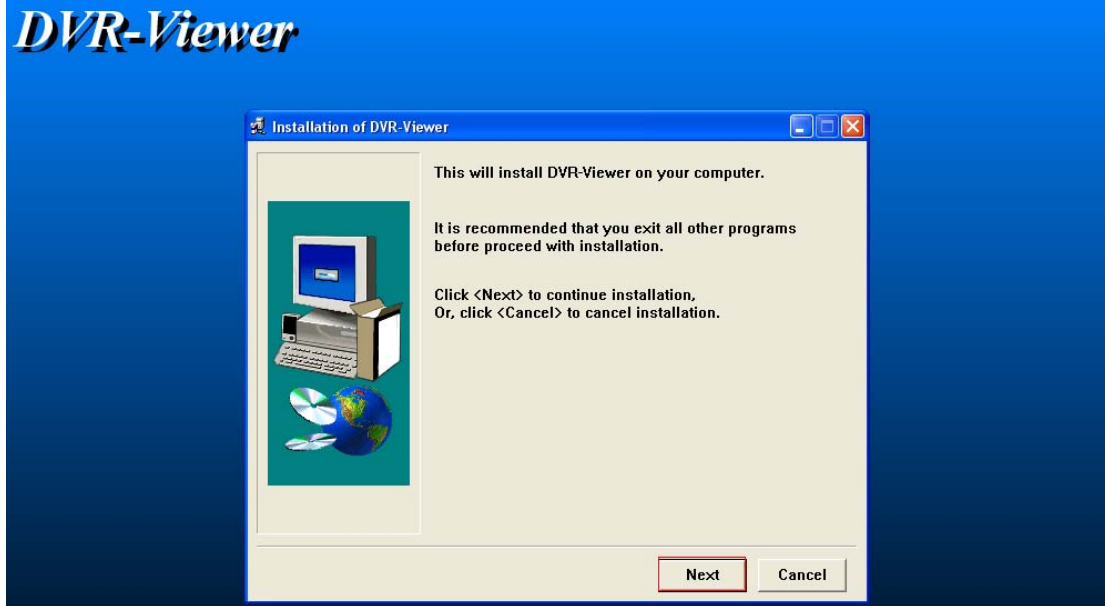 DVR-Viewer
Installation of DVR-Viewer
This will install DVR-Viewer on your computer.
It is recommended that you exit all other programs
before proceed with installation.
Click <Next> to continue installation,
Or, click <Cancel> to cancel installation.
Next
Cancel